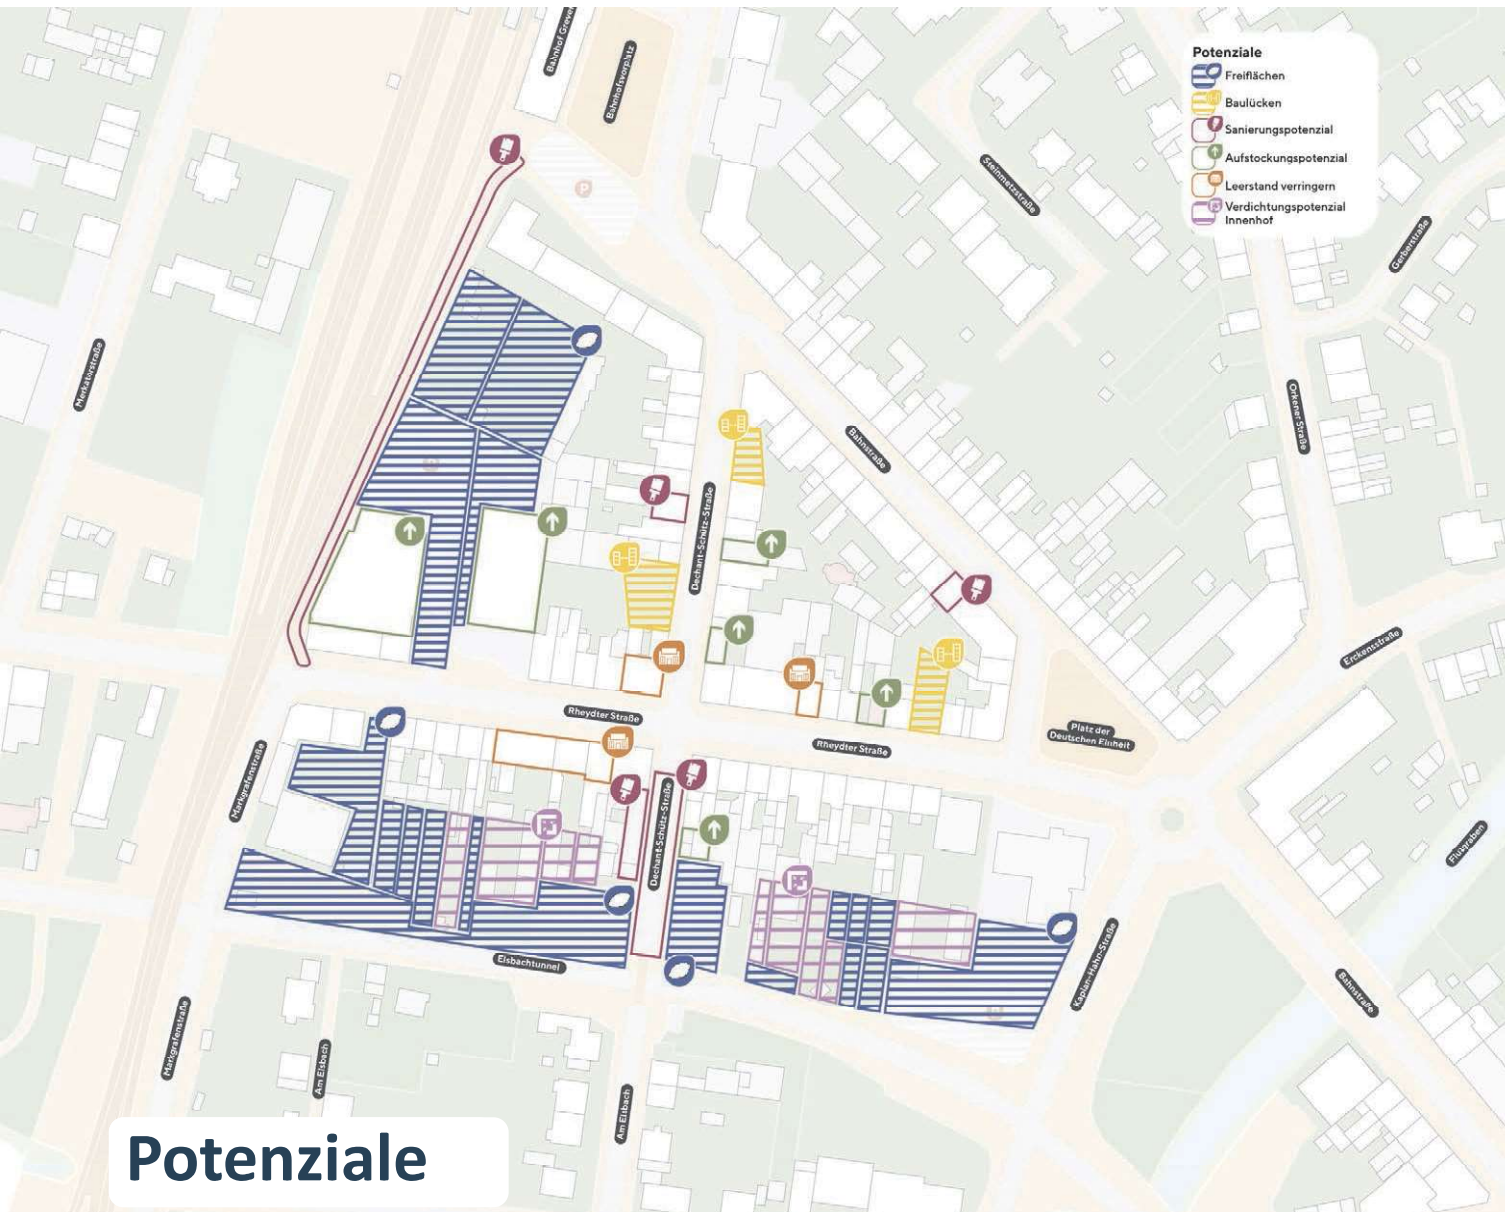 Bahnhof Greven
Bahnhofsvorplatz
Potenziale
Freiflächen
Baulücken
Sanierungspotenzial
Aufstockungspotenzial
Leerstand verringern
Verdichtungspotenzial
Innenhof
P
Steinmetzstraße
Gerberstraße
Merkatorstraße
Orkener Straße
Bahnstraße
Dechant-Schütz-Straße
Erckensstraße
Rheydter Straße
Rheydter Straße
Platz der
Deutschen Einheit
Markgrafenstraße
Dechant-Schütz-Straße
Flutgraben
Elsbachtunnel
Kaplan-Hahn-Straße
Bahnstraße
Markgrafenstraße
Am Elsbach
Am Elsbach
Potenziale